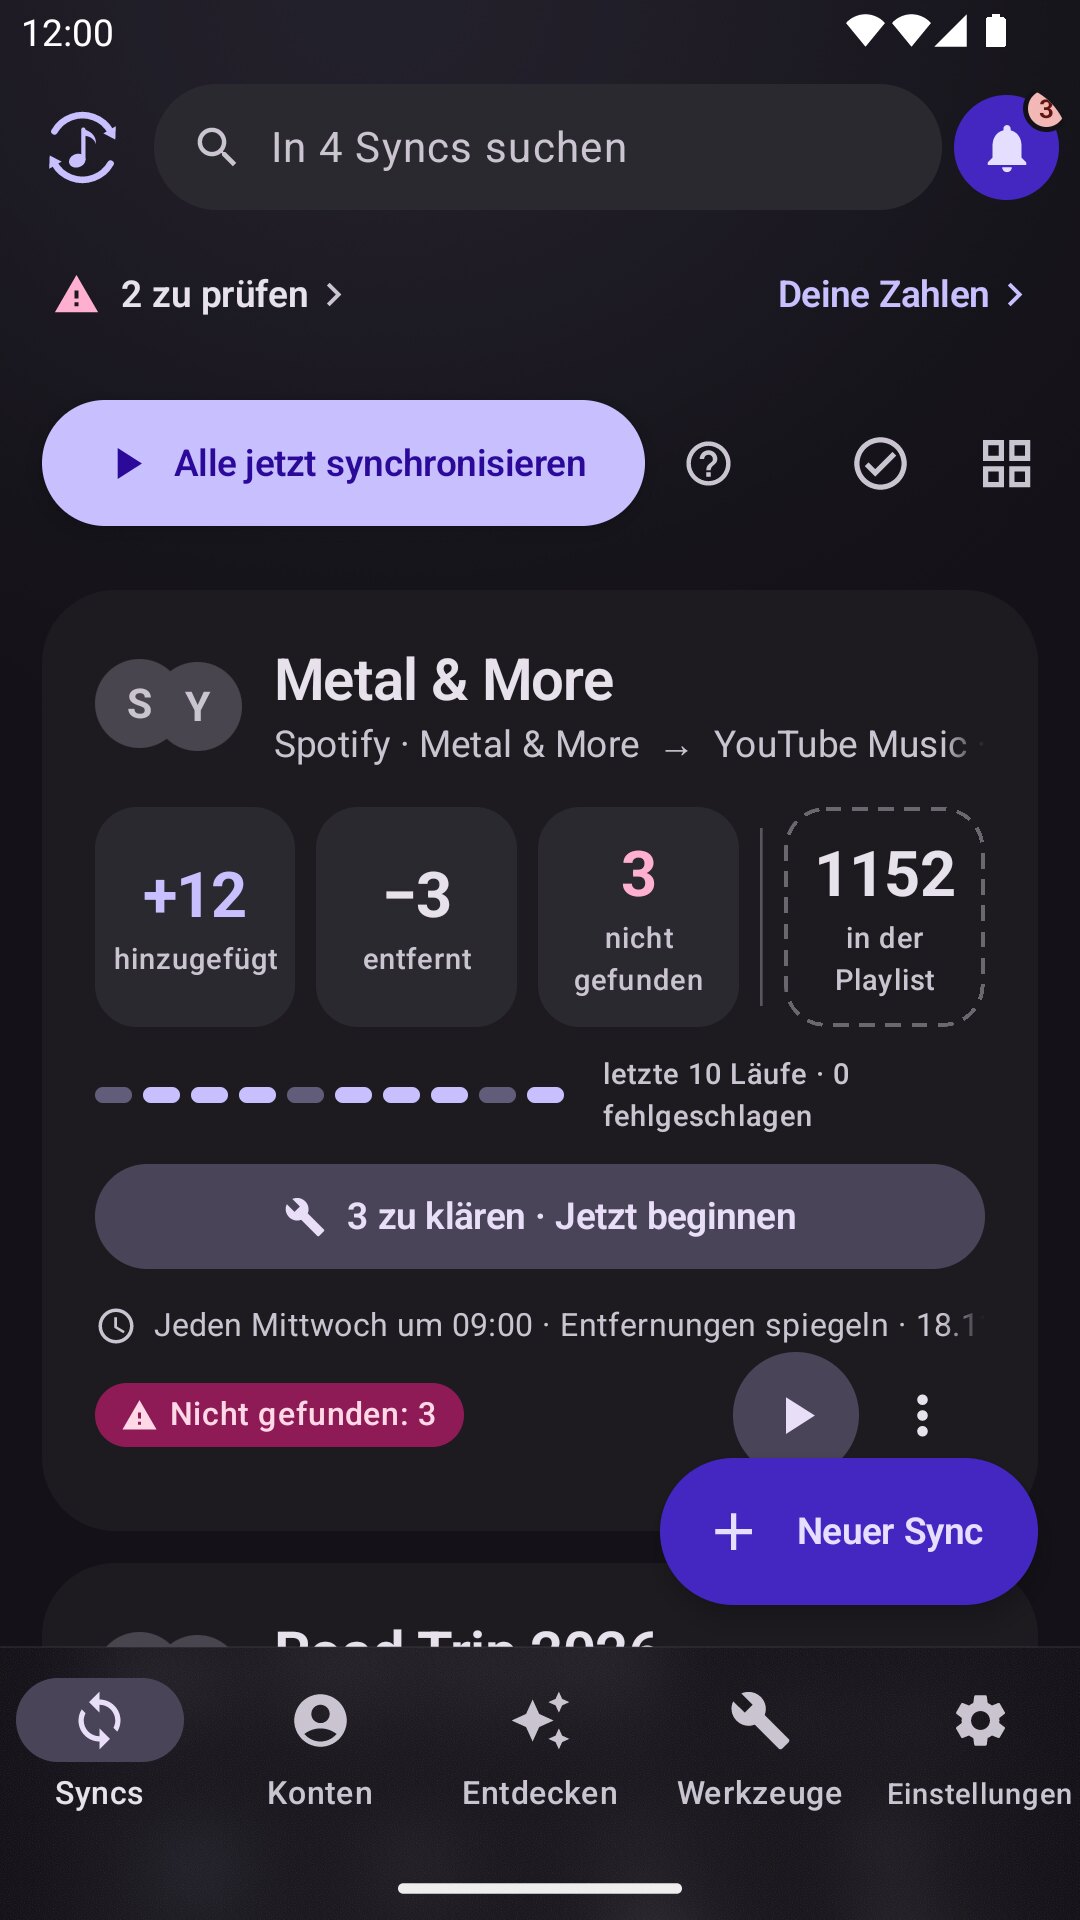 12:00
In 4 Syncs suchen
3
2 zu prüfen
Deine Zahlen
Alle jetzt synchronisieren
S Y
Metal & More
Spotify · Metal & More → YouTube Music
+12
hinzugefügt
−3
entfernt
3
nicht
gefunden
1152
in der
Playlist
letzte 10 Läufe · 0
fehlgeschlagen
3 zu klären · Jetzt beginnen
Jeden Mittwoch um 09:00 · Entfernungen spiegeln · 18.1
Nicht gefunden: 3
Neuer Sync
Road Trip 2026
Syncs
Konten
Entdecken
Werkzeuge
Einstellungen